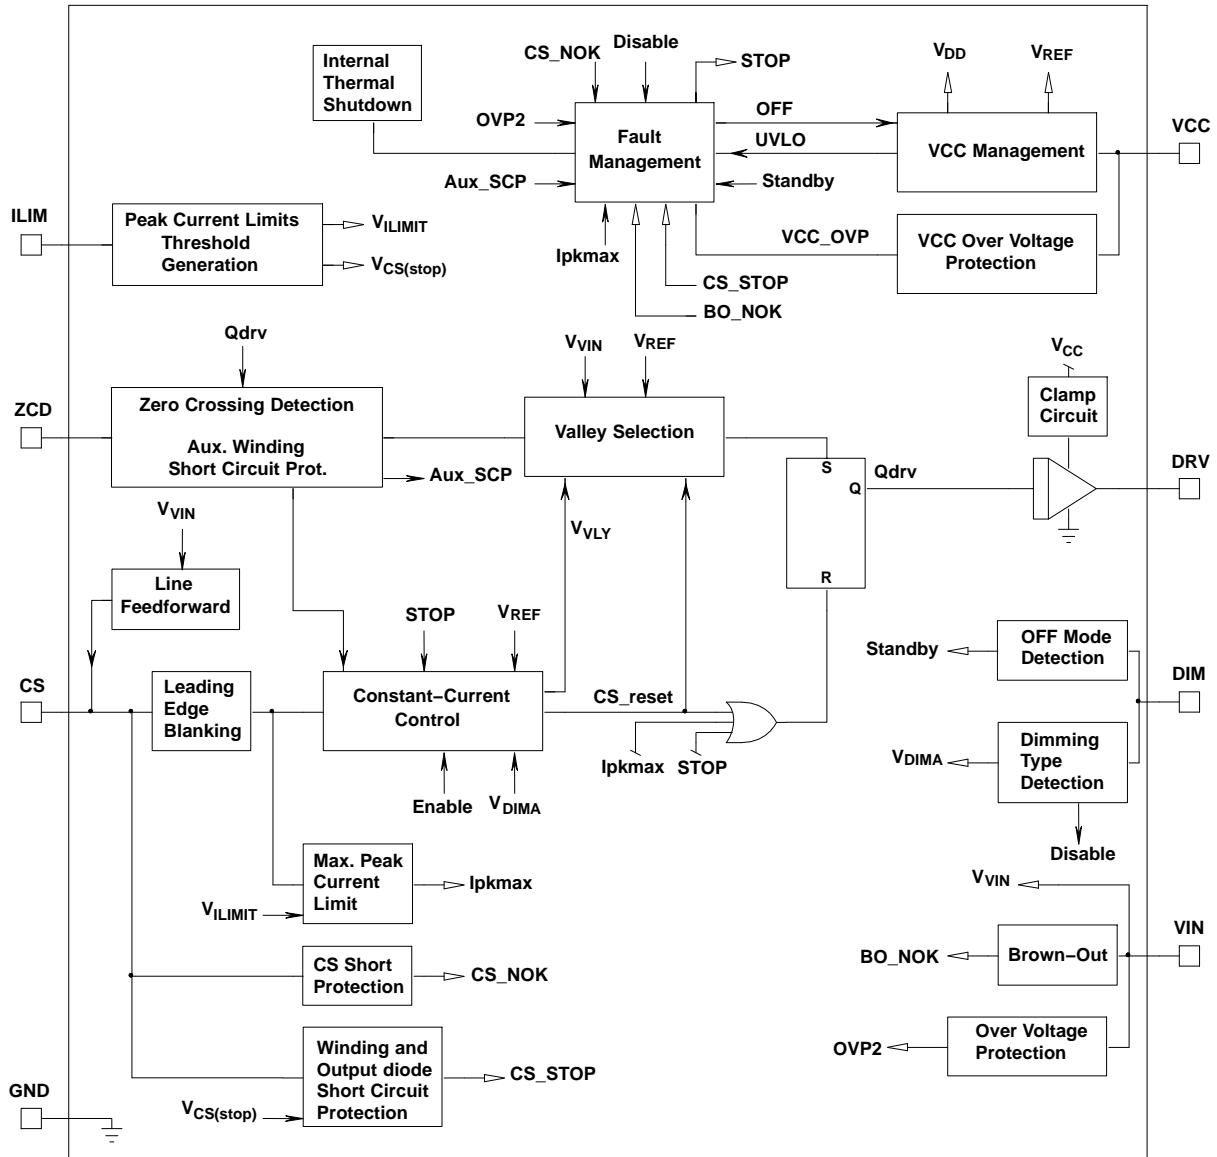 Internal
Thermal
Shutdown
CS_NOK
Disable
STOP
VDD
VREF
OVP2
Fault
Management
OFF
UVLO
VCC Management
VCC
Aux_SCP
Standby
ILIM
Peak Current Limits
Threshold
Generation
VILIMIT
VCS(stop)
Ipkmax
VCC_OVP
VCC Over Voltage
Protection
CS_STOP
BO_NOK
Qdrv
VVIN
VREF
VCC
ZCD
Zero Crossing Detection
Aux. Winding
Short Circuit Prot.
Valley Selection
Clamp
Circuit
Aux_SCP
S
Q
R
Qdrv
DRV
VVIN
VVLY
Line
Feedforward
STOP
VREF
Standby
OFF Mode
Detection
CS
Leading
Edge
Blanking
Constant–Current
Control
CS_reset
DIM
Ipkmax
STOP
VDIMA
Dimming
Type
Detection
Enable
VDIMA
Disable
Max. Peak
Current
Limit
Ipkmax
VILIMIT
VVIN
VIN
CS Short
Protection
CS_NOK
BO_NOK
Brown–Out
Winding and
Output diode
Short Circuit
Protection
CS_STOP
VCS(stop)
OVP2
Over Voltage
Protection
GND